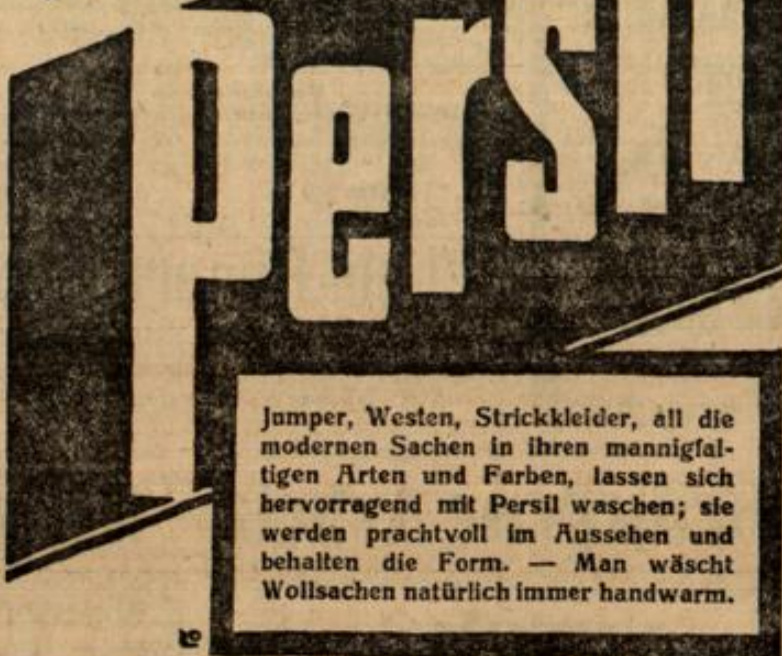 Persil
Jumper, Westen, Strickkleider, all die
modernen Sachen in ihren mannigfal-
tigen Arten und Farben, lassen sich
hervorragend mit Persil waschen; sie
werden prachtvoll im Aussehen und
behalten die Form. — Man wäscht
Wollsachen natürlich immer handwarm.